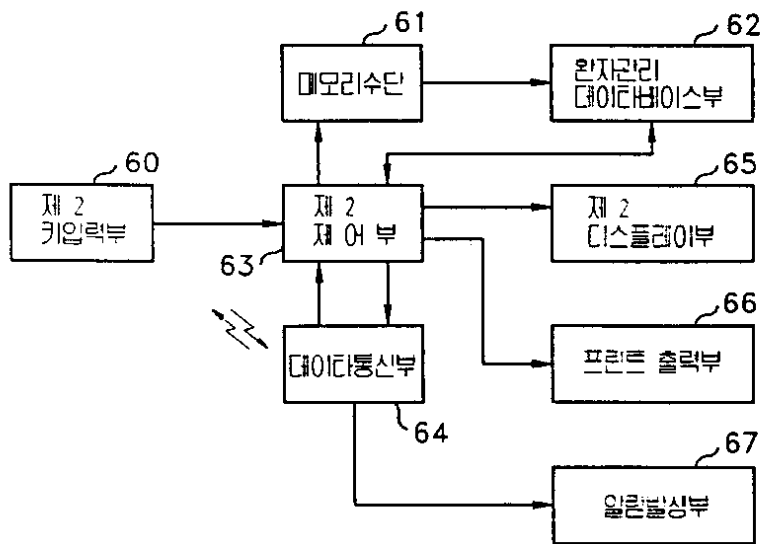 61
메모리수단
62
환자관리
데이타베이스부
60
제 2
키입력부
제 2
제 어 부
63
65
제 2
디스플레이부
데이타통신부
64
66
프린트 출력부
67
알람발생부